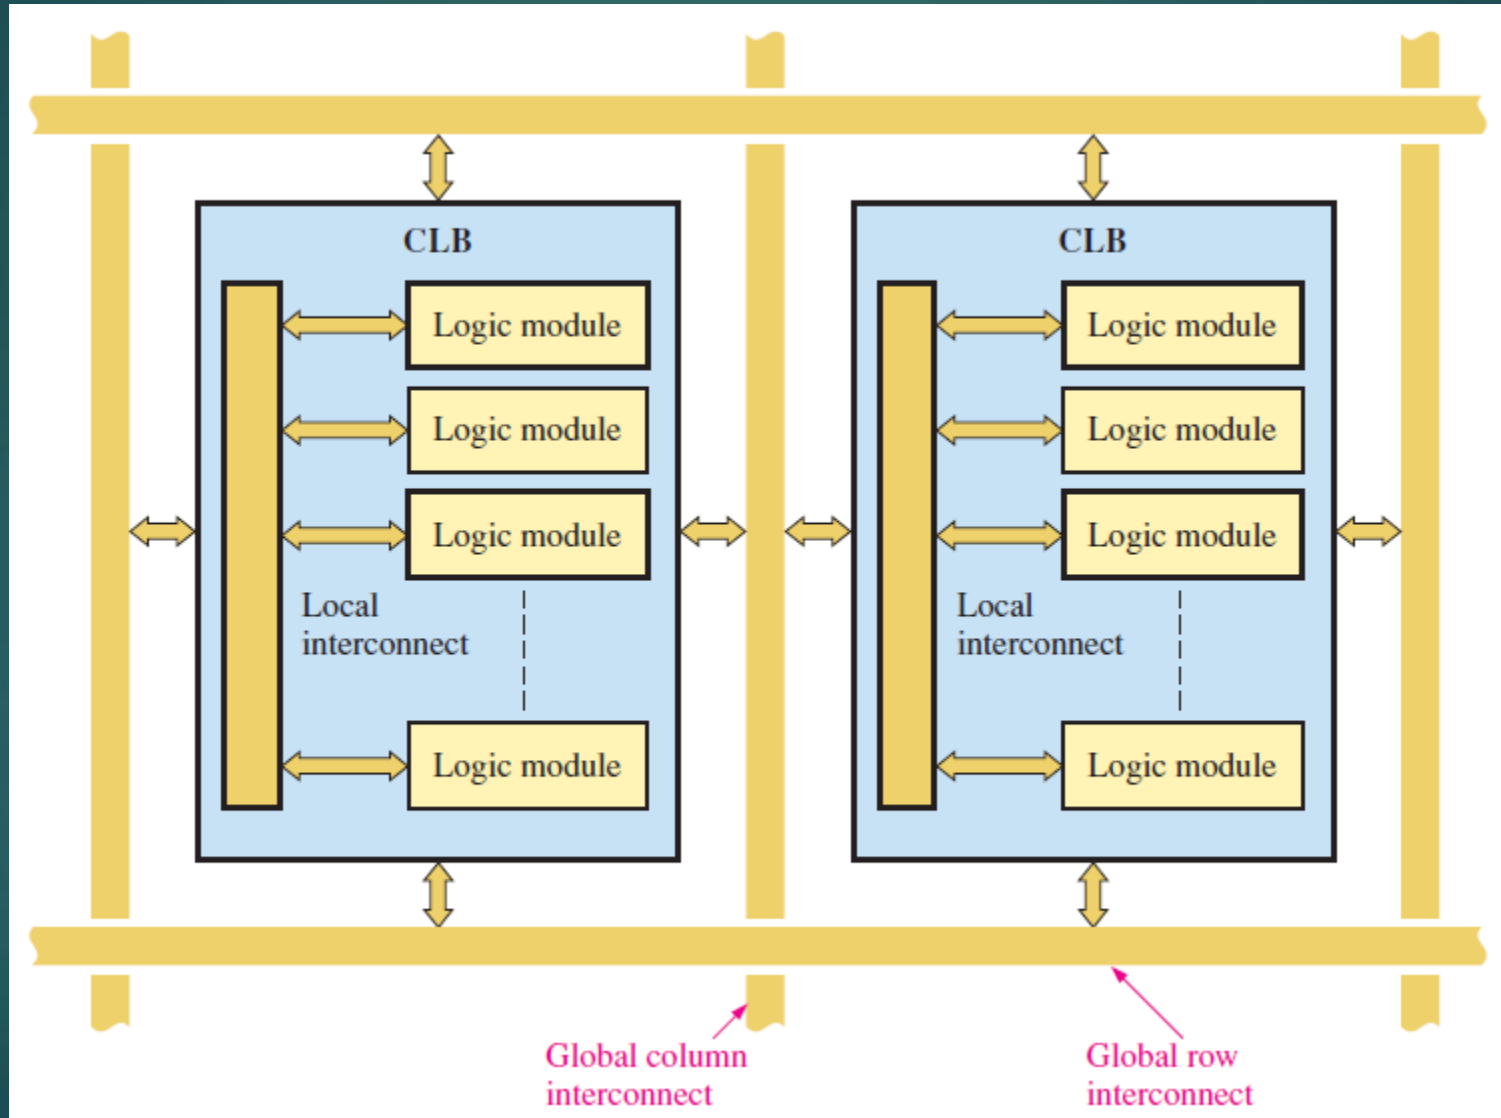 CLB
Logic module
Logic module
Logic module
Local
interconnect
Logic module
CLB
Logic module
Logic module
Logic module
Local
interconnect
Logic module
Global column
interconnect
Global row
interconnect